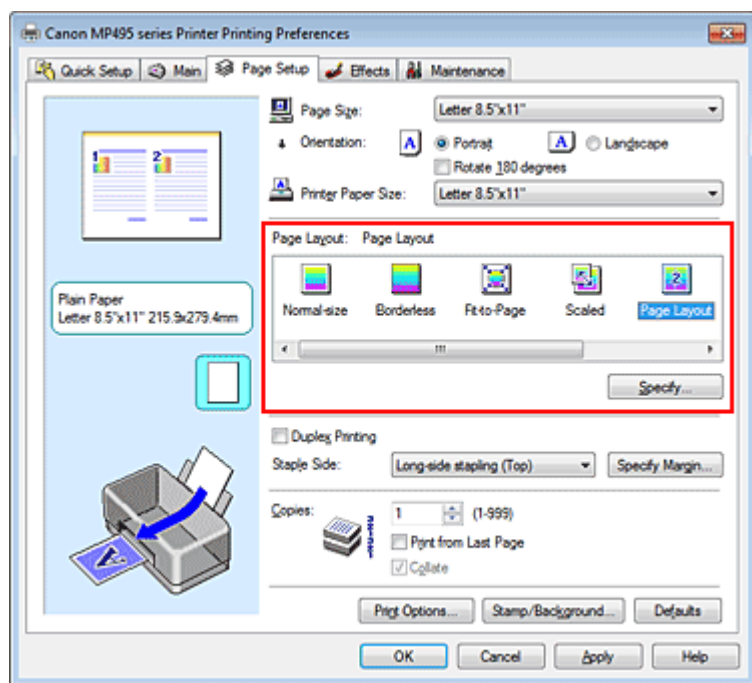 Canon MP495 series Printer Printing Preferences
Quick Setup Main Page Setup Effects Maintenance
Page Size: Letter 8.5"x11"
Orientation: A Portrait A Landscape
Rotate 180 degrees
Printer Paper Size: Letter 8.5"x11"
1 2
Page Layout: Page Layout
2
Normal-size Borderless Fit-to-Page Scaled Page Layout
Plain Paper
Letter 8.5"x11" 215.9x279.4mm
Specify...
Duplex Printing
Staple Side: Long-side stapling (Top) Specify Margin...
Copies: 1 (1-999)
Print from Last Page
Collate
A
Print Options... Stamp/Background... Defaults
OK Cancel Apply Help